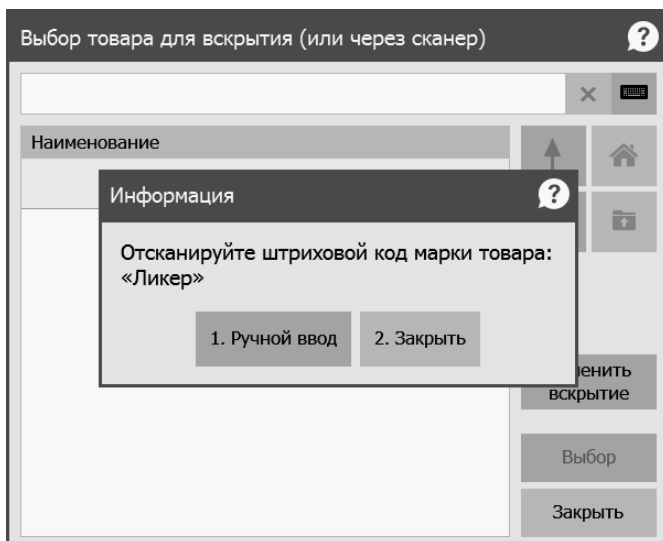 Выбор товара для вскрытия (или через сканер)
?
Наименование
Информация
?
Отсканируйте штриховой код марки товара:
«Ликер»
1. Ручной ввод
2. Закрыть
вскрытие
Выбор
Закрыть